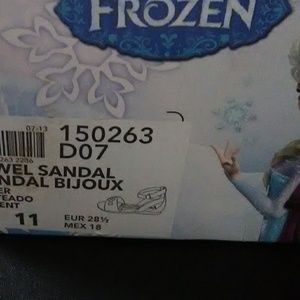 FROZEN
07-13
150263
D07
WEL SANDAL
NDAL BIJOUX
ER
TEADO
ENT
11
EUR 28½
MEX 18